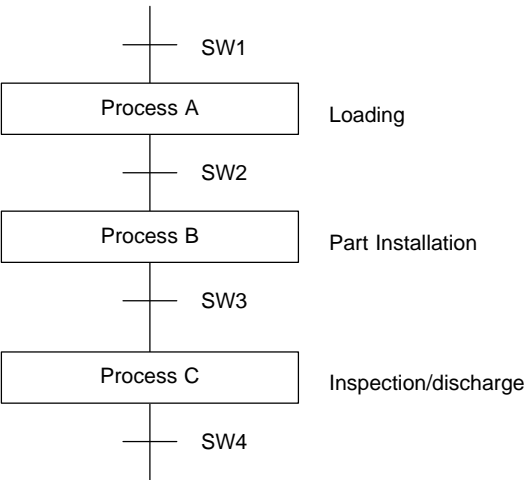 SW1
Process A
Loading
SW2
Process B
Part Installation
SW3
Process C
Inspection/discharge
SW4